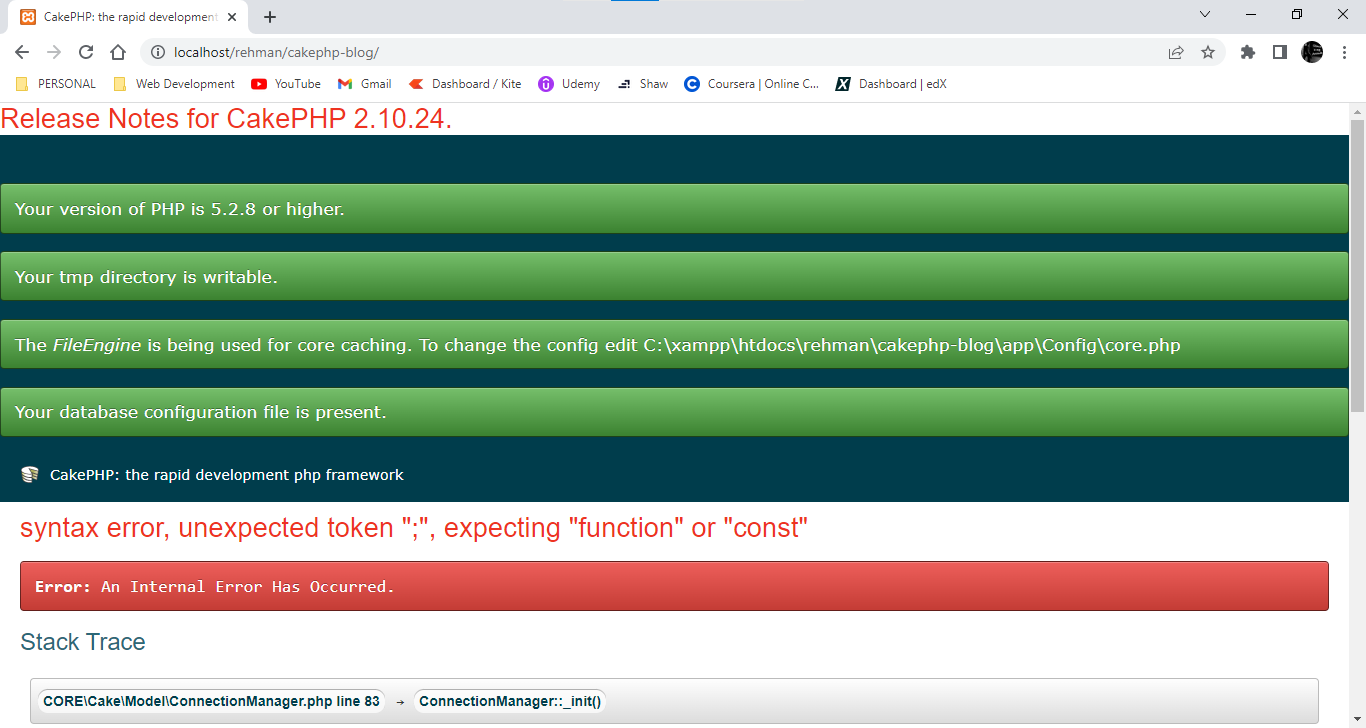 CakePHP: the rapid development
localhost/rehman/cakephp-blog/
PERSONAL Web Development YouTube Gmail Dashboard / Kite Udemy Shaw Coursera | Online C... Dashboard | edX
Release Notes for CakePHP 2.10.24.
Your version of PHP is 5.2.8 or higher.
Your tmp directory is writable.
The FileEngine is being used for core caching. To change the config edit C:\xampp\htdocs\rehman\cakephp-blog\app\Config\core.php
Your database configuration file is present.
CakePHP: the rapid development php framework
syntax error, unexpected token ";", expecting "function" or "const"
Error: An Internal Error Has Occurred.
Stack Trace
CORE\Cake\Model\ConnectionManager.php line 83 → ConnectionManager::_init()